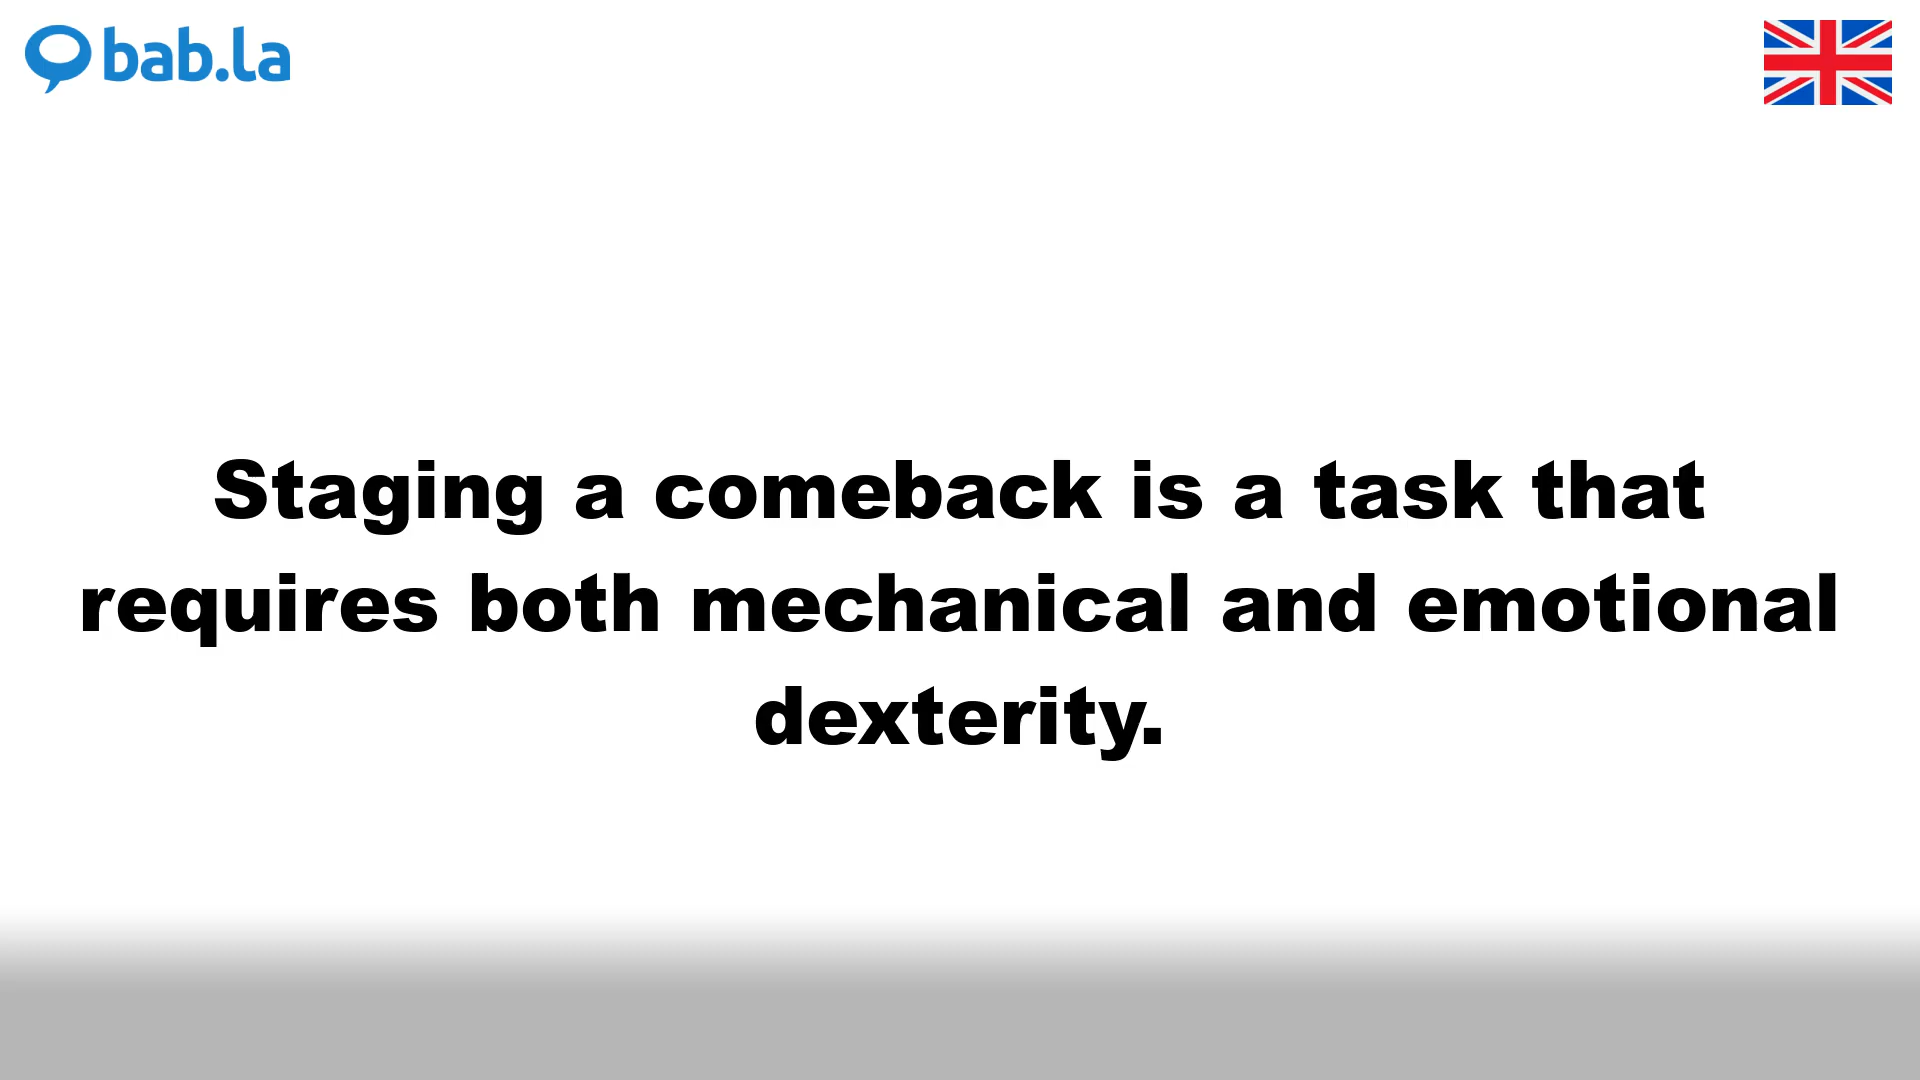 bab.la
Staging a comeback is a task that
requires both mechanical and emotional
dexterity.